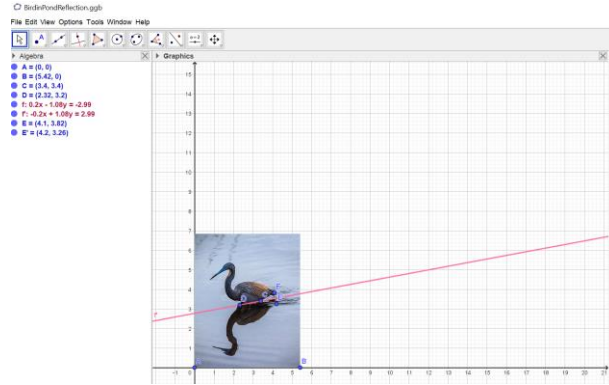 BirdinPondReflection.ggb
File Edit View Options Tools Window Help
Algebra
Graphics
A = (0, 0)
B = (5.42, 0)
C = (3.4, 3.4)
D = (2.32, 3.2)
f: 0.2x - 1.08y = -2.99
f': -0.2x + 1.08y = 2.99
E = (4.1, 3.82)
E' = (4.2, 3.26)
15
14
13
12
11
10
9
8
7
6
5
4
3
2
1
-1 0 1 2 3 4 5 6 7 8 9 10 11 12 13 14 15 16 17 18 19 20 21
D
B